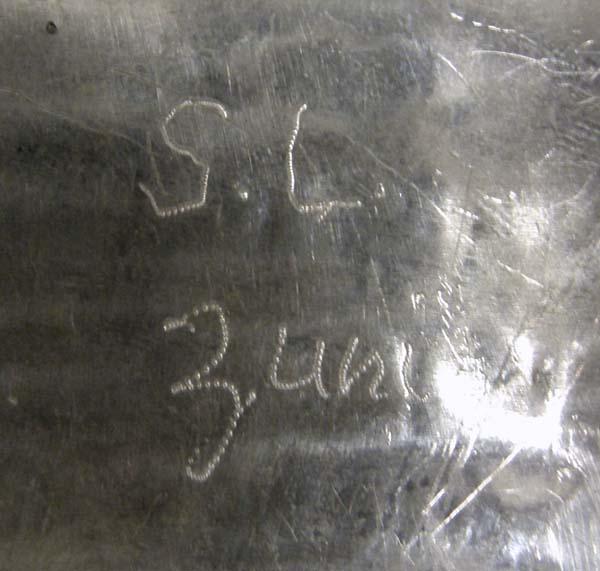 S. L.
Zuni